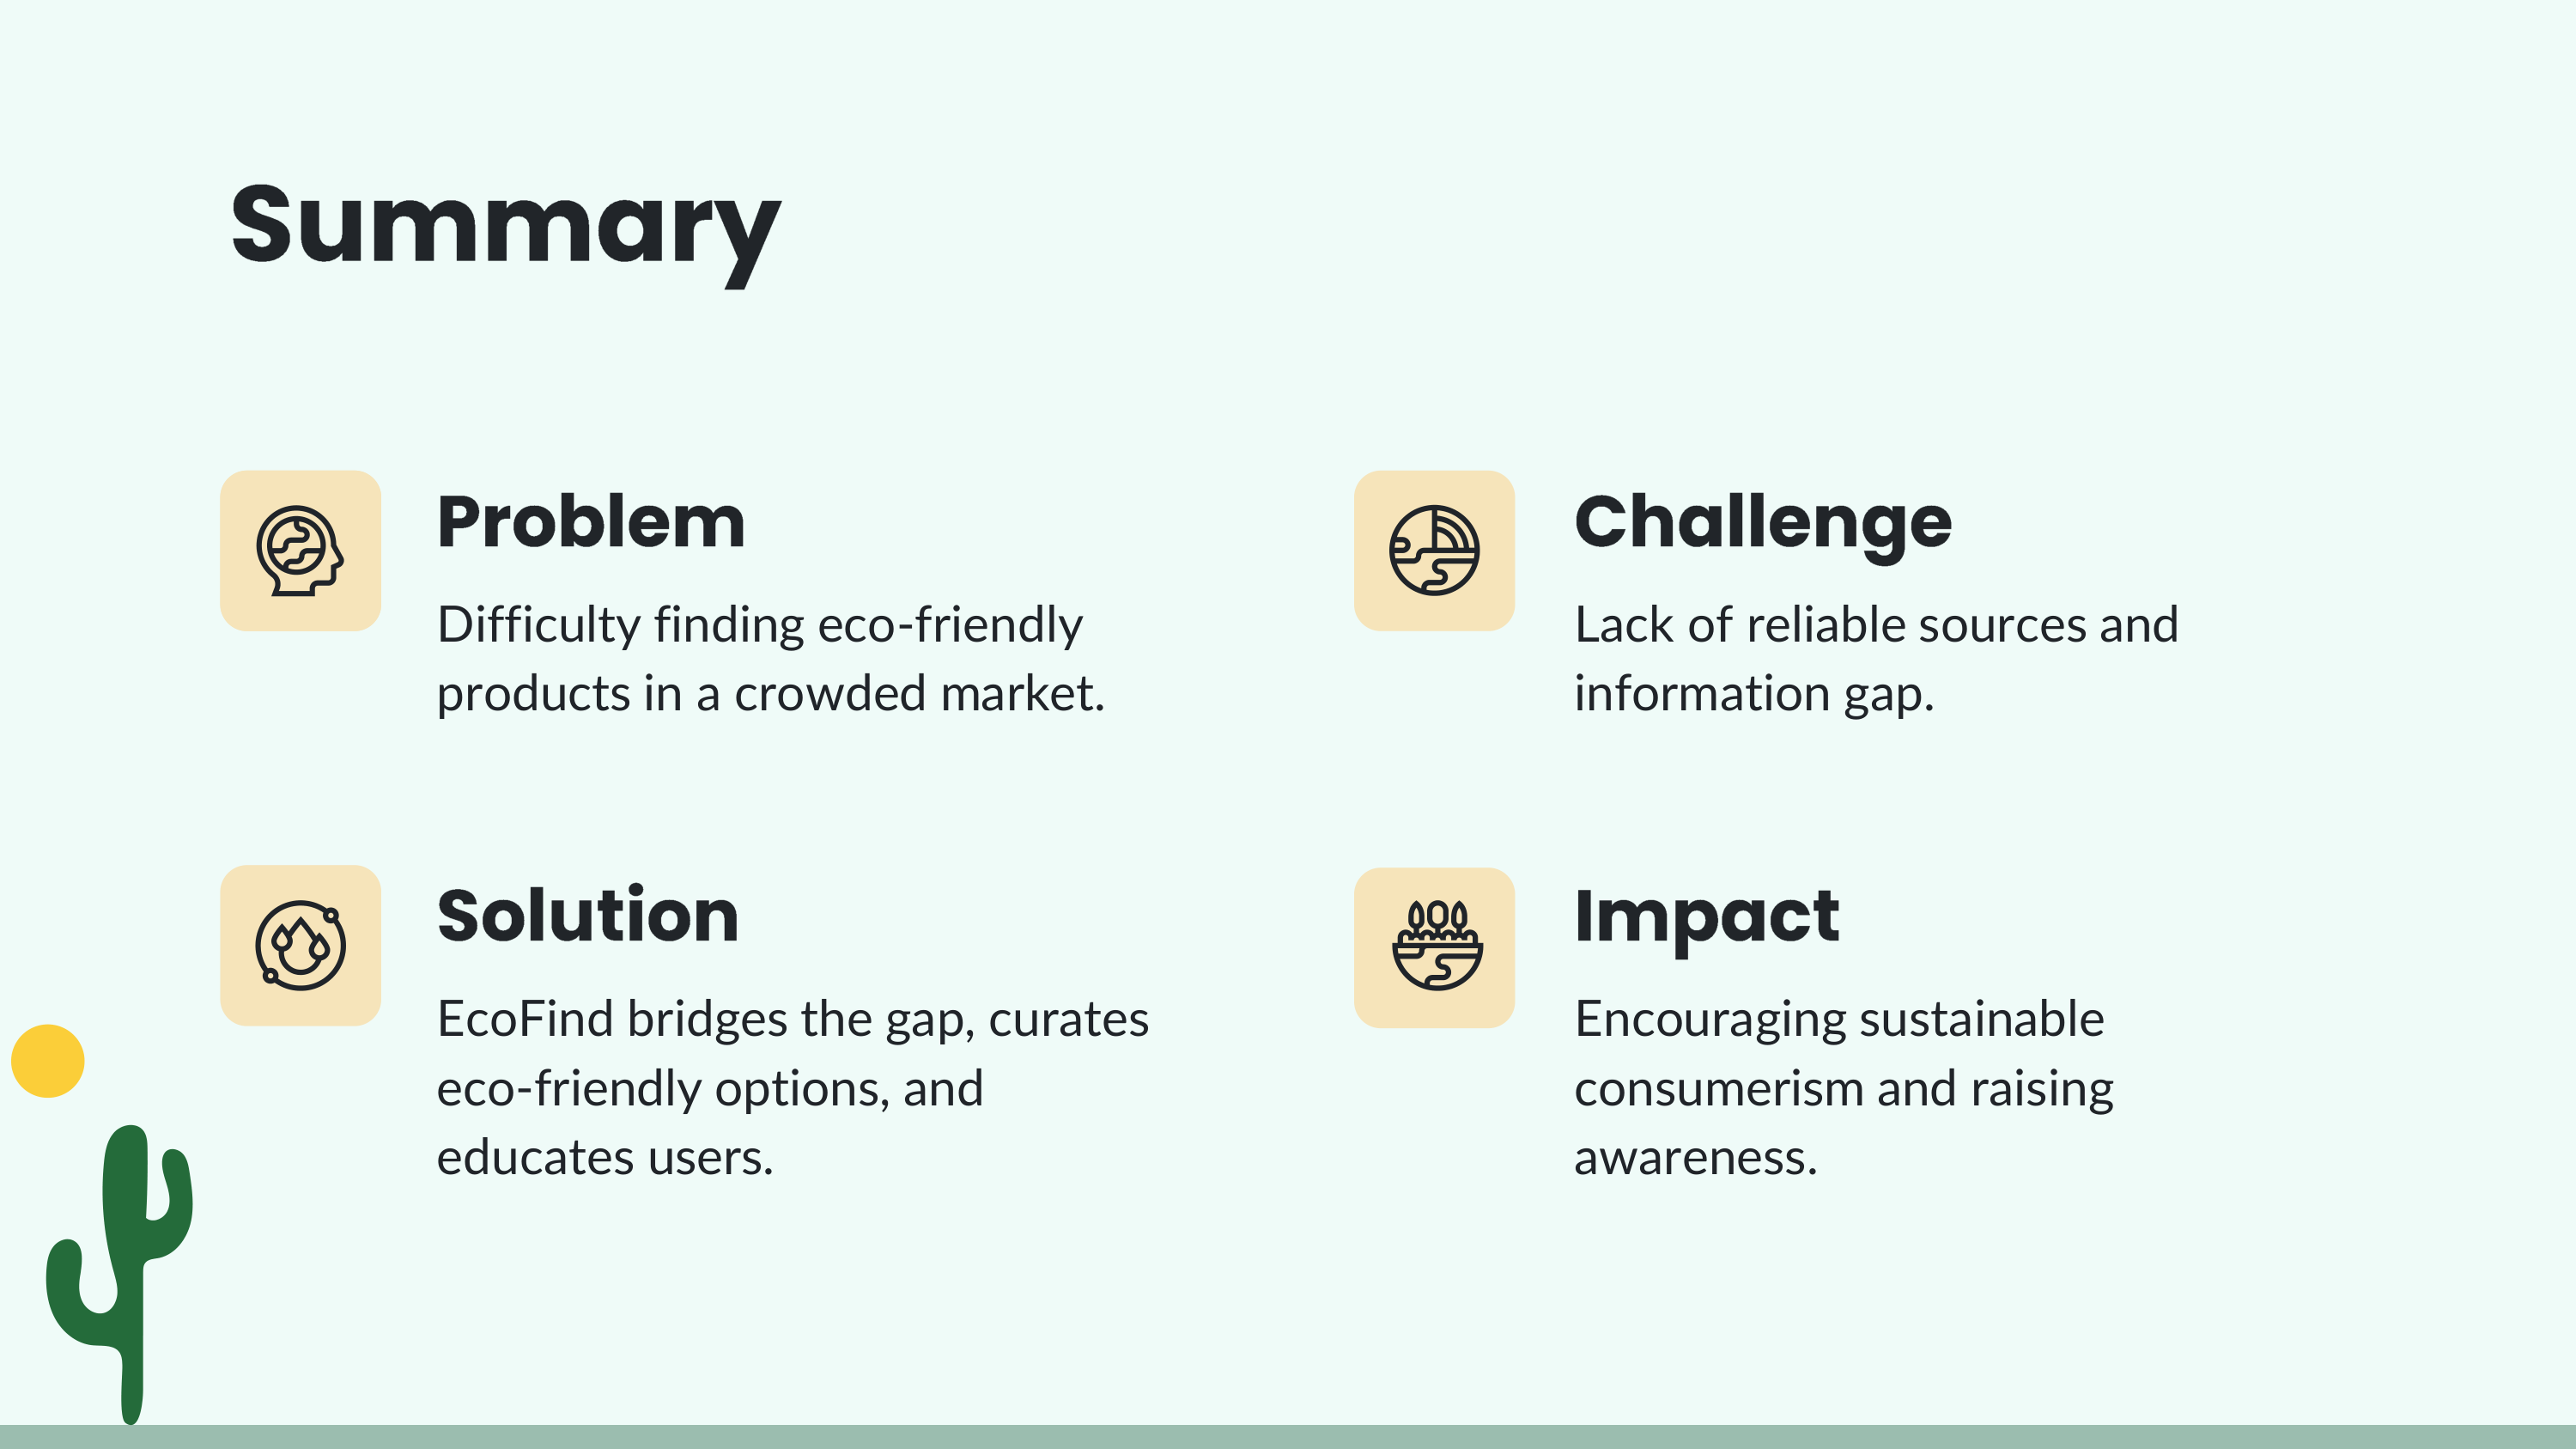 Summary
Problem
Difficulty finding eco-friendly
products in a crowded market.
Challenge
Lack of reliable sources and
information gap.
Solution
EcoFind bridges the gap, curates
eco-friendly options, and
educates users.
Impact
Encouraging sustainable
consumerism and raising
awareness.